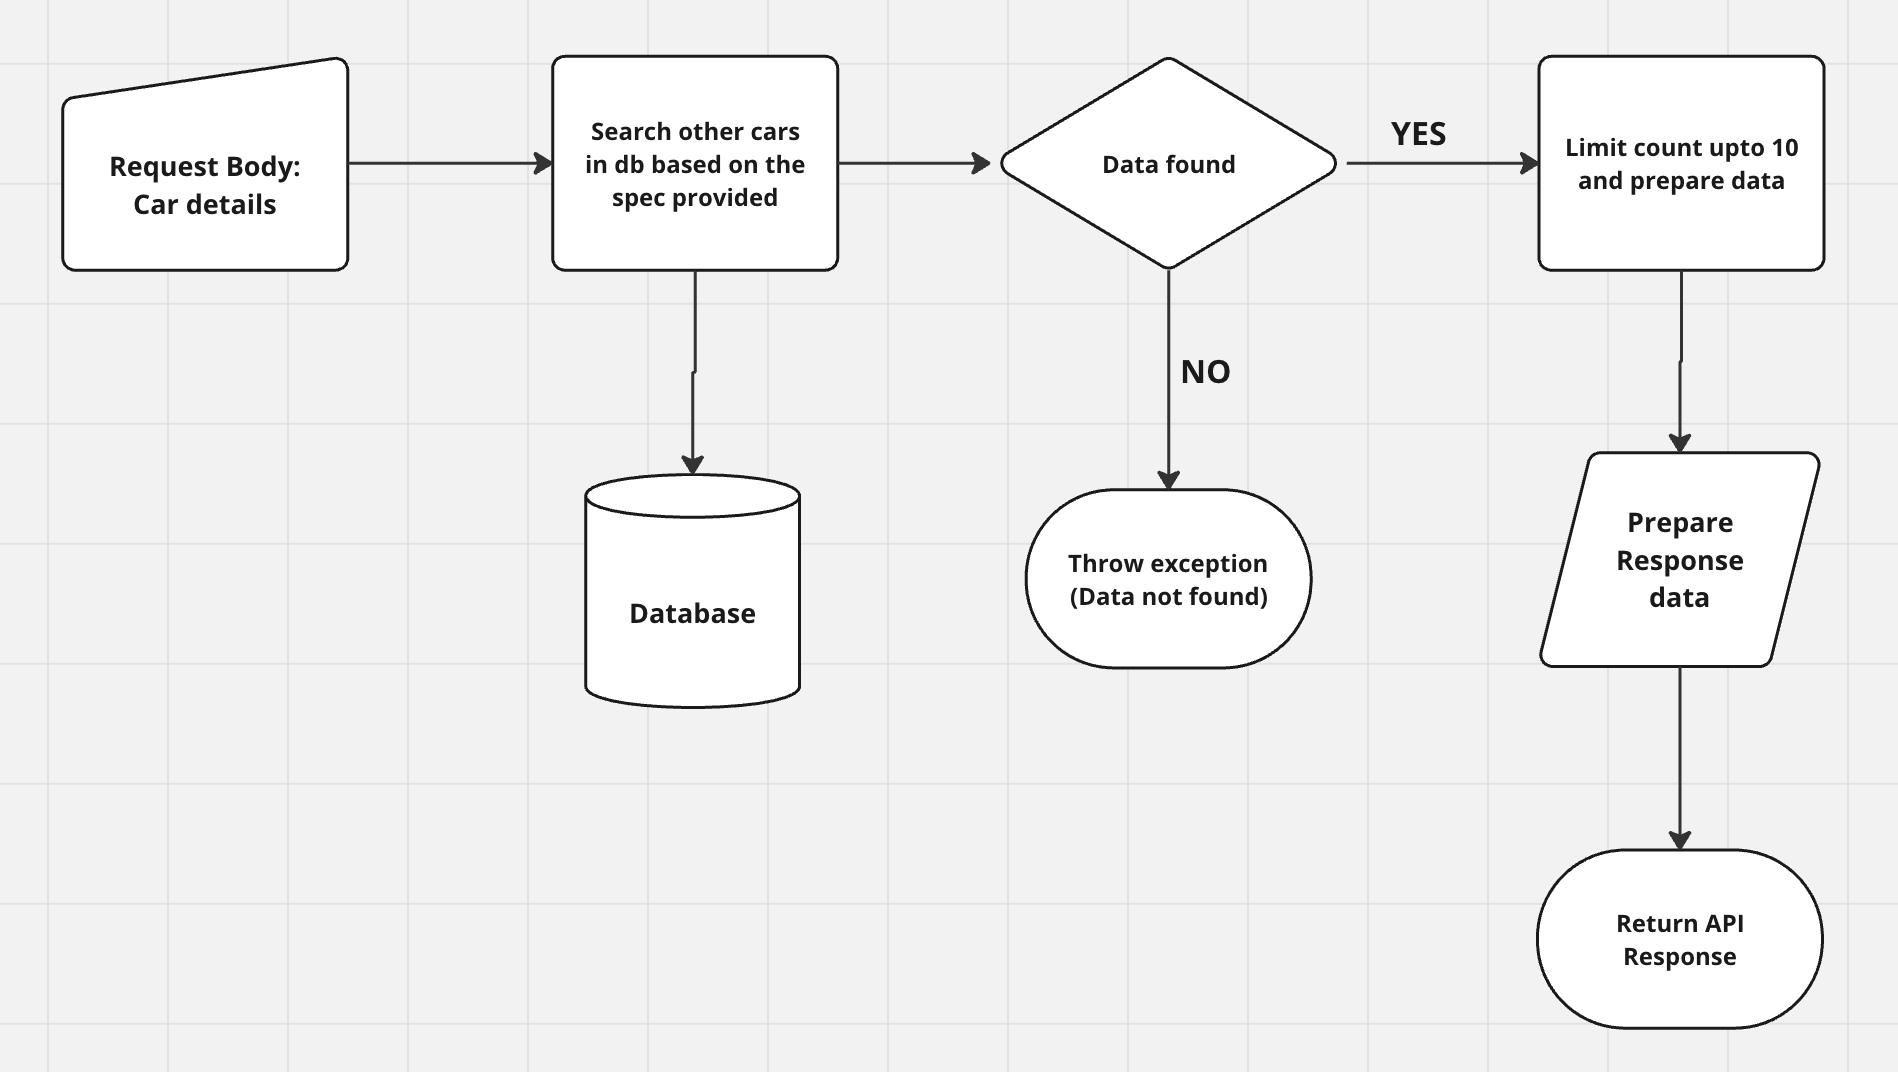 Request Body:
Car details
Search other cars
in db based on the
spec provided
Data found
YES
Limit count upto 10
and prepare data
NO
Database
Throw exception
(Data not found)
Prepare
Response
data
Return API
Response